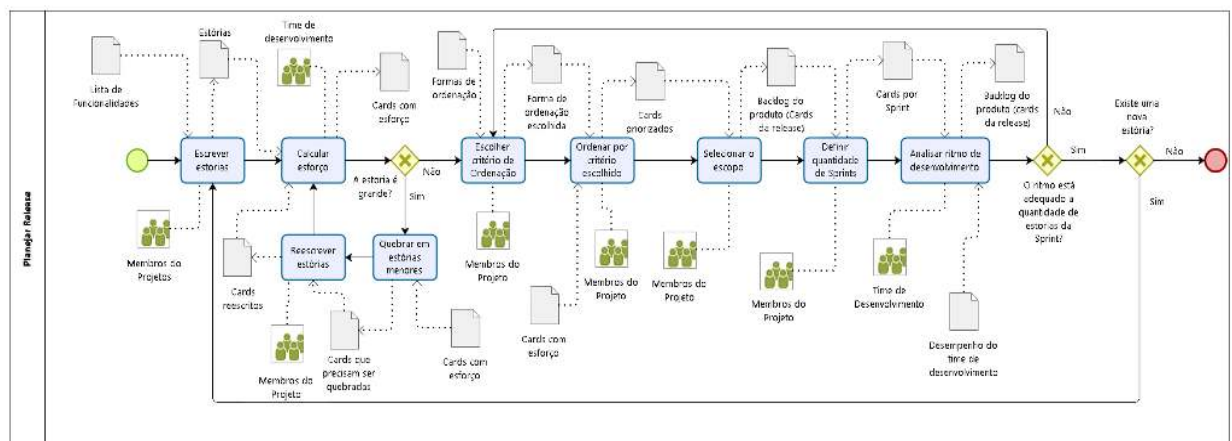 Planejar Release
Lista de
Funcionalidades
Estórias
Time de
desenvolvimento
Cards com
esforço
Formas de
ordenação
Forma de
ordenação
escolhida
Cards
priorizados
Backlog do
produto (Cards
da release)
Cards por
Sprint
Backlog do
produto (cards
da release)
Não
Existe uma
nova
estória?
Escrever
estorias
Calcular
esforço
A estoria é
grande?
Não
Sim
Escolher
critério de
Ordenação
Ordenar por
critério
escolhido
Selecionar o
escopo
Definir
quantidade
de Sprints
Analisar ritmo de
desenvolvimento
Sim
Não
Sim
O ritmo está
adequado a
quantidade de
estorias da
Sprint?
Membros do
Projetos
Reescrever
estórias
Quebrar em
estórias
menores
Cards
reescritos
Membros do
Projeto
Cards que
precisam ser
quebradas
Cards com
esforço
Membros do
Projeto
Cards com
esforço
Membros do
Projeto
Membros do
Projeto
Membros do
Projeto
Time de
Desenvolvimento
Desempenho do
time de
desenvolvimento